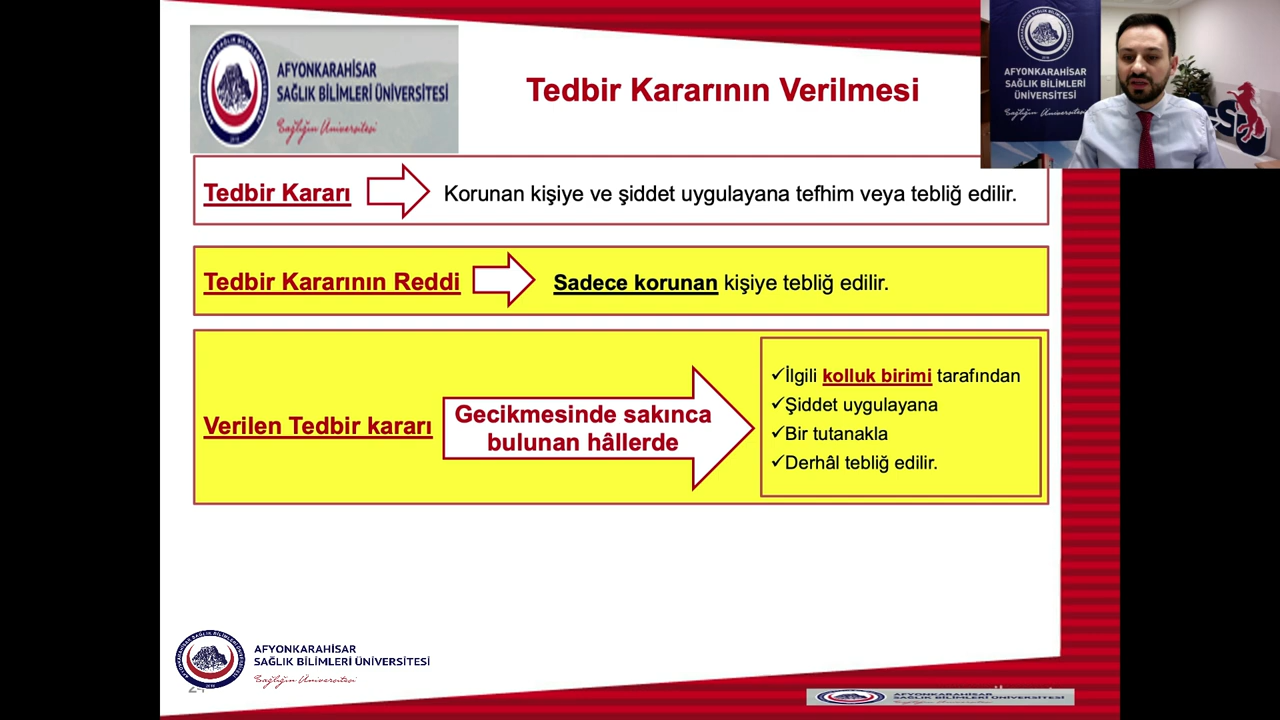 AFYONKARAHİSAR
SAĞLIK BİLİMLERİ ÜNİVERSİTESİ
Sağlığın Üniversitesi
Tedbir Kararının Verilmesi
AFYONKARAHİSAR
SAĞLIK BİLİMLERİ
ÜNİVERSİTESİ
Sağlığın Üniversitesi
Tedbir Kararı
Korunan kişiye ve şiddet uygulayana tefhim veya tebliğ edilir.
Tedbir Kararının Reddi
Sadece korunan kişiye tebliğ edilir.
Verilen Tedbir kararı
Gecikmesinde sakınca
bulunan hâllerde
✓İlgili kolluk birimi tarafından
✓Şiddet uygulayana
✓Bir tutanakla
✓Derhâl tebliğ edilir.
AFYONKARAHİSAR
SAĞLIK BİLİMLERİ ÜNİVERSİTESİ
Sağlığın Üniversitesi
AFYONKARAHİSAR
SAĞLIK BİLİMLERİ ÜNİVERSİTESİ